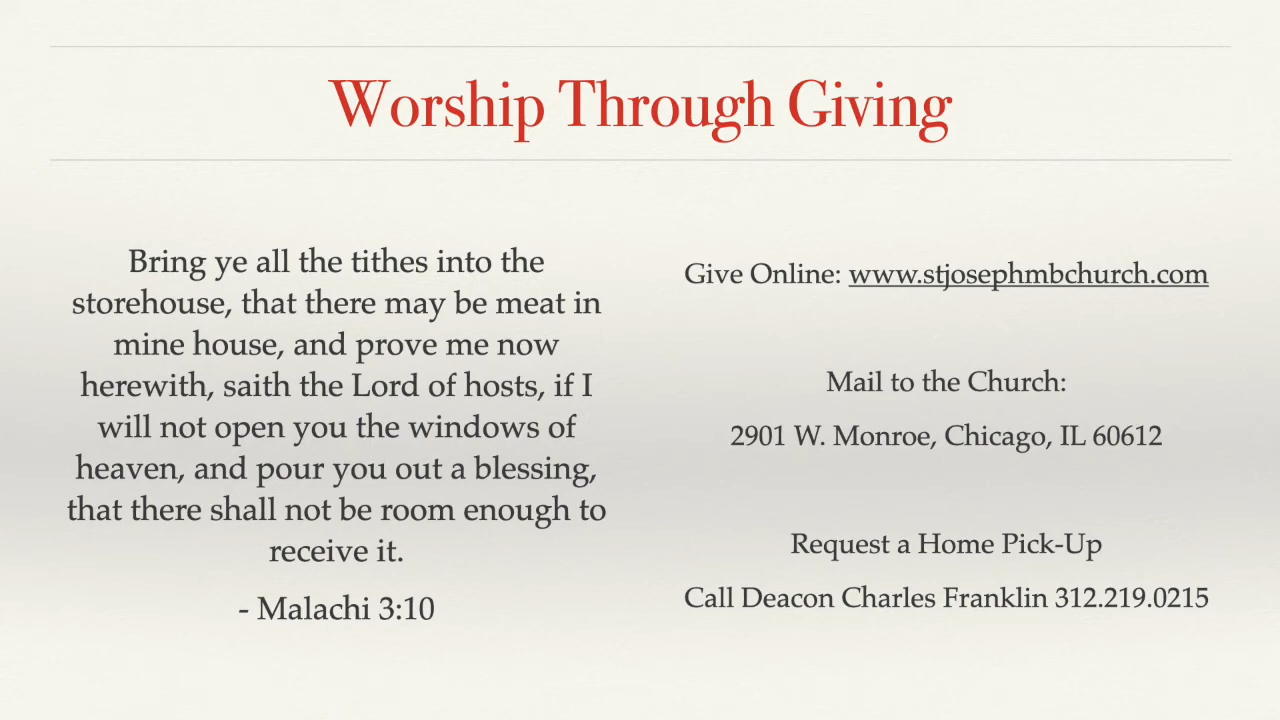 Worship Through Giving
Bring ye all the tithes into the
storehouse, that there may be meat in
mine house, and prove me now
herewith, saith the Lord of hosts, if I
will not open you the windows of
heaven, and pour you out a blessing,
that there shall not be room enough to
receive it.
- Malachi 3:10
Give Online: www.stjosephmbchurch.com
Mail to the Church:
2901 W. Monroe, Chicago, IL 60612
Request a Home Pick-Up
Call Deacon Charles Franklin 312.219.0215